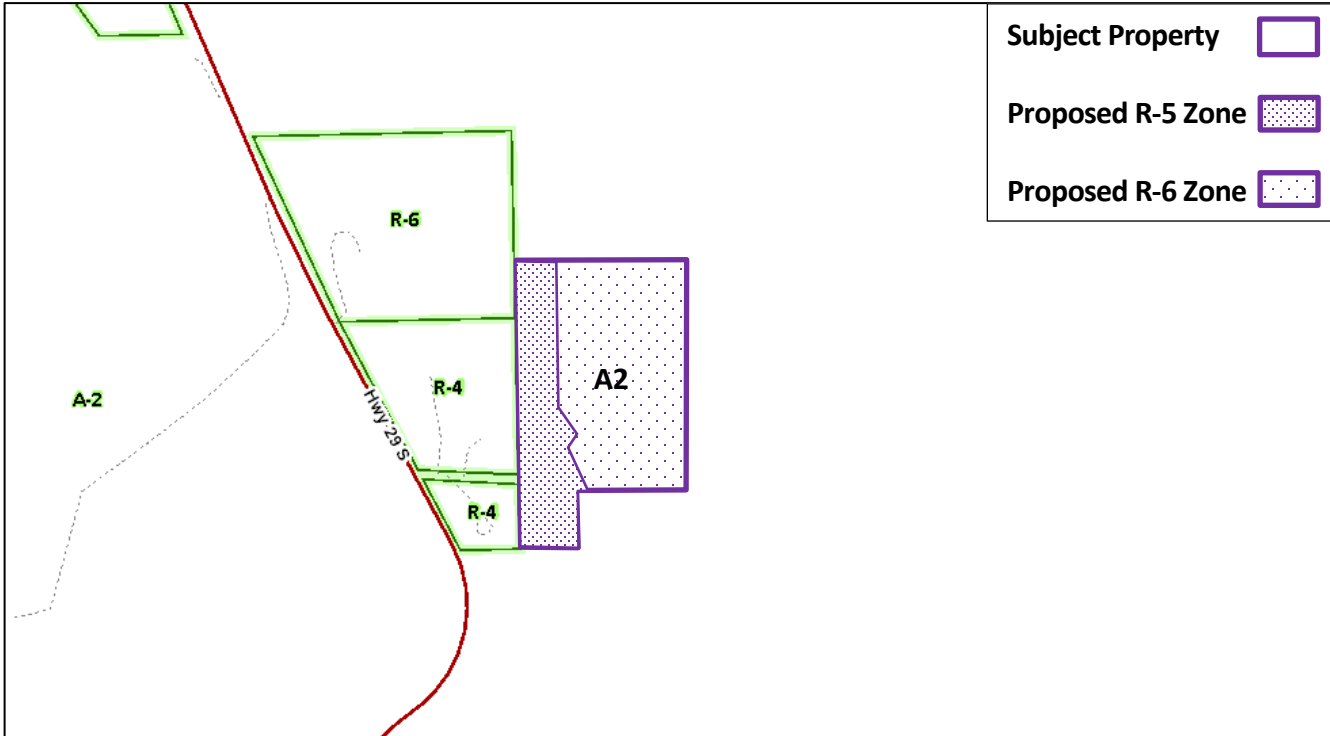 Subject Property
Proposed R-5 Zone
Proposed R-6 Zone
R-6
A2
R-4
A-2
Hwy 29 S
R-4